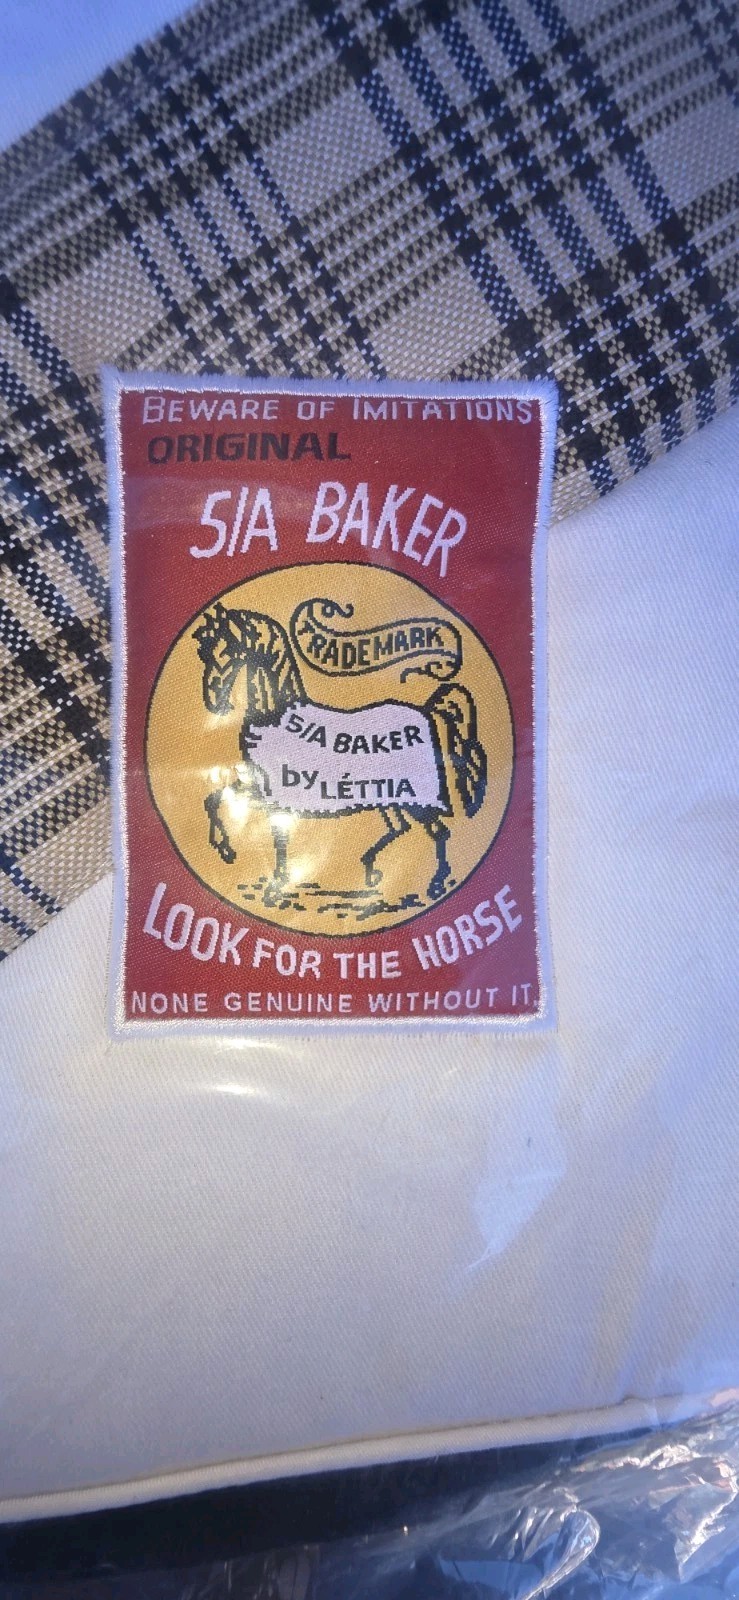 BEWARE OF IMITATIONS
ORIGINAL
5/A BAKER
TRADEMARK
5/A BAKER
by LÉTTIA
LOOK FOR THE HORSE
NONE GENUINE WITHOUT IT.